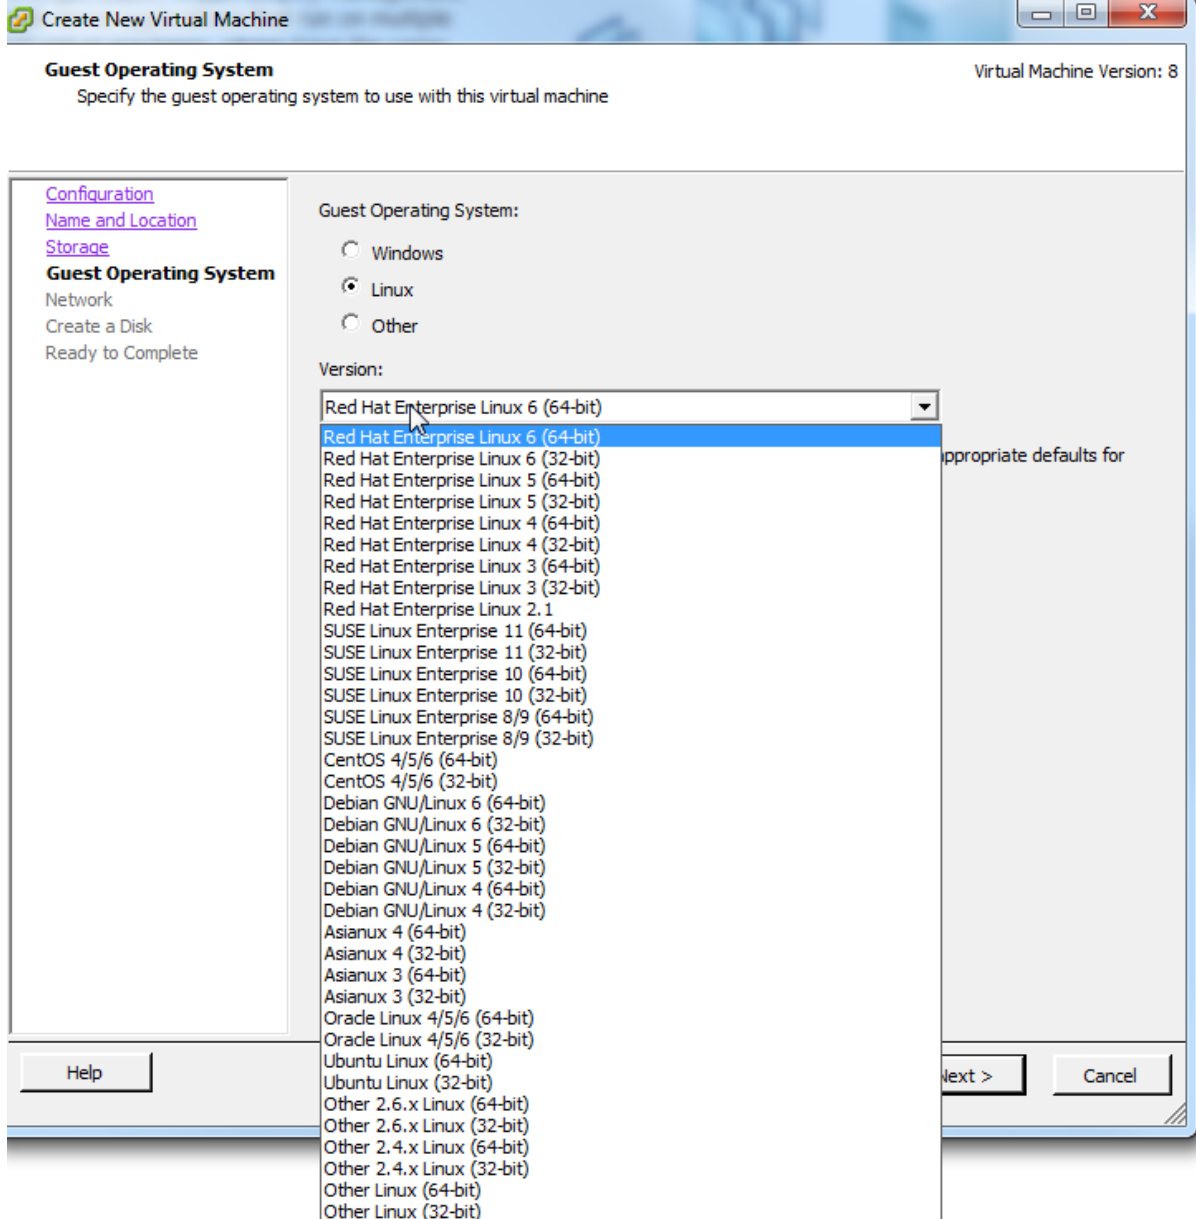 Create New Virtual Machine
Guest Operating System
Virtual Machine Version: 8
Specify the guest operating system to use with this virtual machine
Configuration
Name and Location
Storage
Guest Operating System
Network
Create a Disk
Ready to Complete
Guest Operating System:
Windows
Linux
Other
Version:
Red Hat Enterprise Linux 6 (64-bit)
Red Hat Enterprise Linux 6 (64-bit)
Red Hat Enterprise Linux 6 (32-bit)
Red Hat Enterprise Linux 5 (64-bit)
Red Hat Enterprise Linux 5 (32-bit)
Red Hat Enterprise Linux 4 (64-bit)
Red Hat Enterprise Linux 4 (32-bit)
Red Hat Enterprise Linux 3 (64-bit)
Red Hat Enterprise Linux 3 (32-bit)
Red Hat Enterprise Linux 2.1
SUSE Linux Enterprise 11 (64-bit)
SUSE Linux Enterprise 11 (32-bit)
SUSE Linux Enterprise 10 (64-bit)
SUSE Linux Enterprise 10 (32-bit)
SUSE Linux Enterprise 8/9 (64-bit)
SUSE Linux Enterprise 8/9 (32-bit)
CentOS 4/5/6 (64-bit)
CentOS 4/5/6 (32-bit)
Debian GNU/Linux 6 (64-bit)
Debian GNU/Linux 6 (32-bit)
Debian GNU/Linux 5 (64-bit)
Debian GNU/Linux 5 (32-bit)
Debian GNU/Linux 4 (64-bit)
Debian GNU/Linux 4 (32-bit)
Asianux 4 (64-bit)
Asianux 4 (32-bit)
Asianux 3 (64-bit)
Asianux 3 (32-bit)
Oracle Linux 4/5/6 (64-bit)
Oracle Linux 4/5/6 (32-bit)
Ubuntu Linux (64-bit)
Ubuntu Linux (32-bit)
Other 2.6.x Linux (64-bit)
Other 2.6.x Linux (32-bit)
Other 2.4.x Linux (64-bit)
Other 2.4.x Linux (32-bit)
Other Linux (64-bit)
Other Linux (32-bit)
ppropriate defaults for
Help
Next >
Cancel